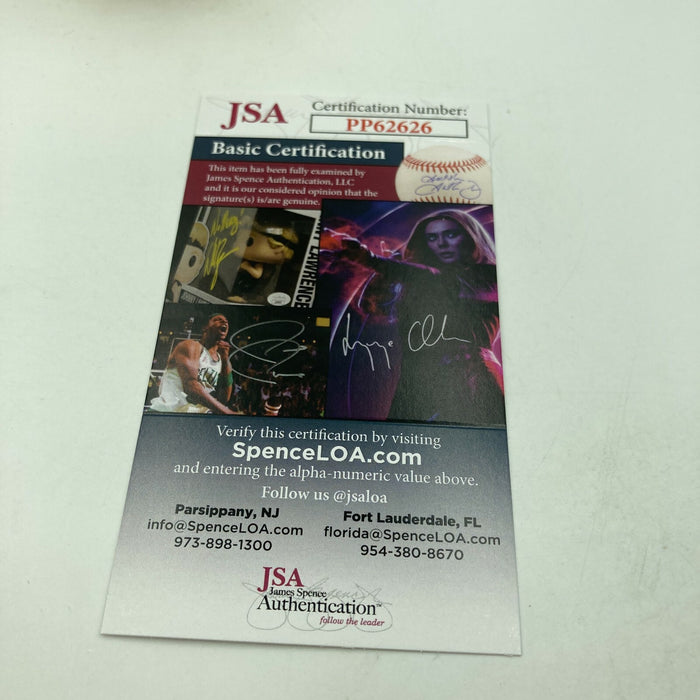 JSA
Certification Number:
PP62626
Basic Certification
This item has been fully examined by
James Spence Authentication, LLC
and it is our considered opinion that the
signature(s) is/are genuine.
LAWRENCE
Verify this certification by visiting
SpenceLOA.com
and entering the alpha-numeric value above.
Follow us @jsaloa
Parsippany, NJ
info@SpenceLOA.com
973-898-1300
Fort Lauderdale, FL
florida@SpenceLOA.com
954-380-8670
JSA
James Spence
Authentication™
follow the leader